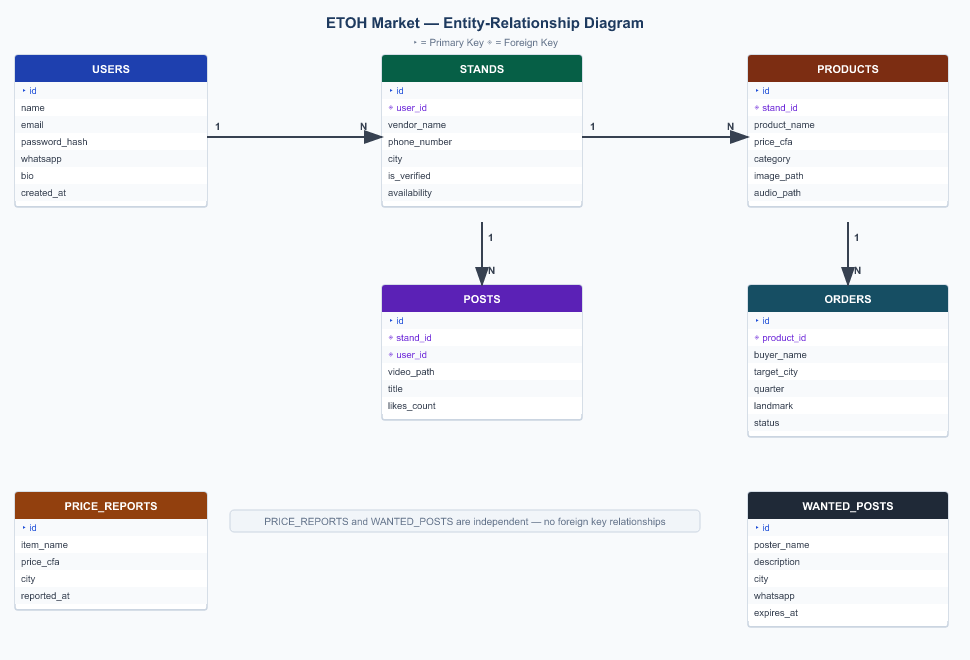 ETOH Market — Entity-Relationship Diagram
‣ = Primary Key ◦ = Foreign Key
USERS
‣ id
name
email
password_hash
whatsapp
bio
created_at
1
N
STANDS
‣ id
◦ user_id
vendor_name
phone_number
city
is_verified
availability
1
N
PRODUCTS
‣ id
◦ stand_id
product_name
price_cfa
category
image_path
audio_path
1
N
POSTS
‣ id
◦ stand_id
◦ user_id
video_path
title
likes_count
1
N
ORDERS
‣ id
◦ product_id
buyer_name
target_city
quarter
landmark
status
PRICE_REPORTS
‣ id
item_name
price_cfa
city
reported_at
PRICE_REPORTS and WANTED_POSTS are independent — no foreign key relationships
WANTED_POSTS
‣ id
poster_name
description
city
whatsapp
expires_at